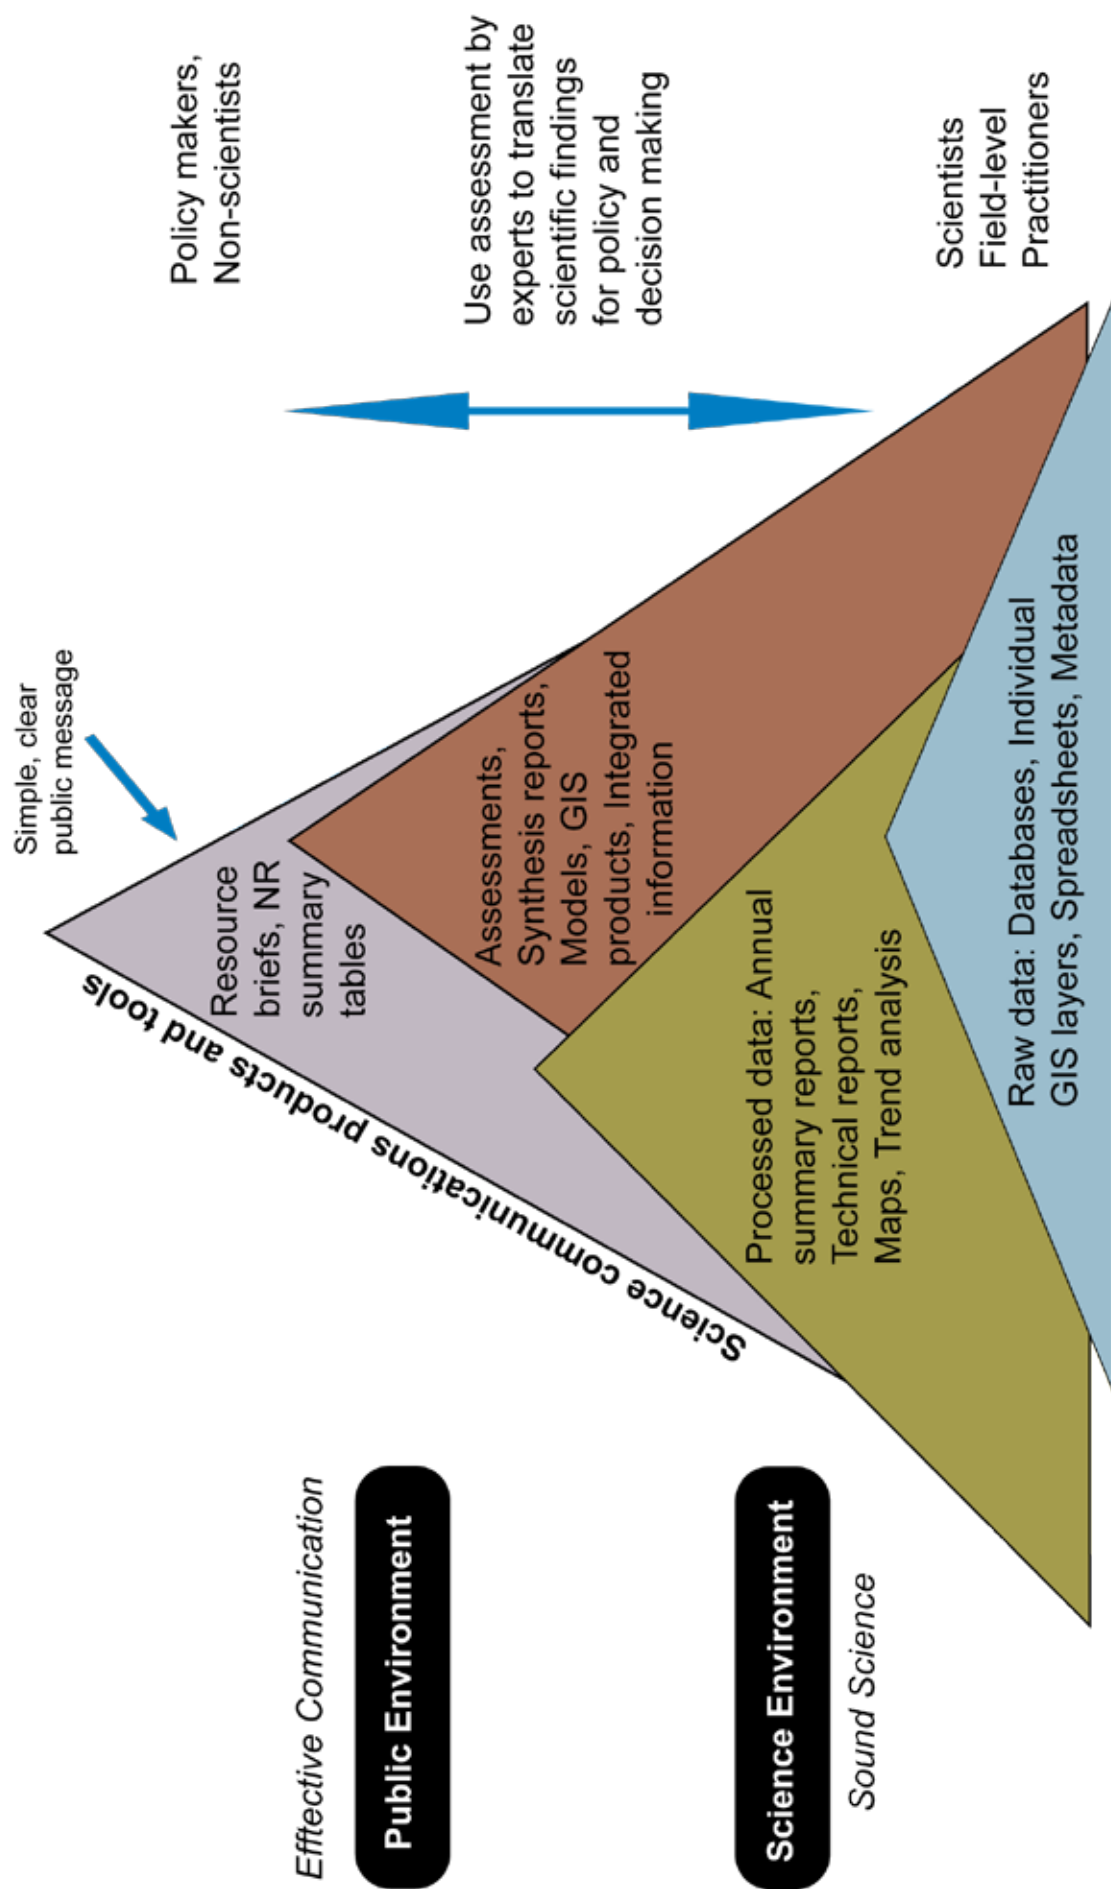 Simple, clear
public message
Policy makers,
Non-scientists
Science communications products and tools
Resource
briefs, NR
summary
tables
Efftective Communication
Public Environment
Assessments,
Synthesis reports,
Models, GIS
products, Integrated
information
Use assessment by
experts to translate
scientific findings
for policy and
decision making
Science Environment
Sound Science
Processed data: Annual
summary reports,
Technical reports,
Maps, Trend analysis
Scientists
Field-level
Practitioners
Raw data: Databases, Individual
GIS layers, Spreadsheets, Metadata